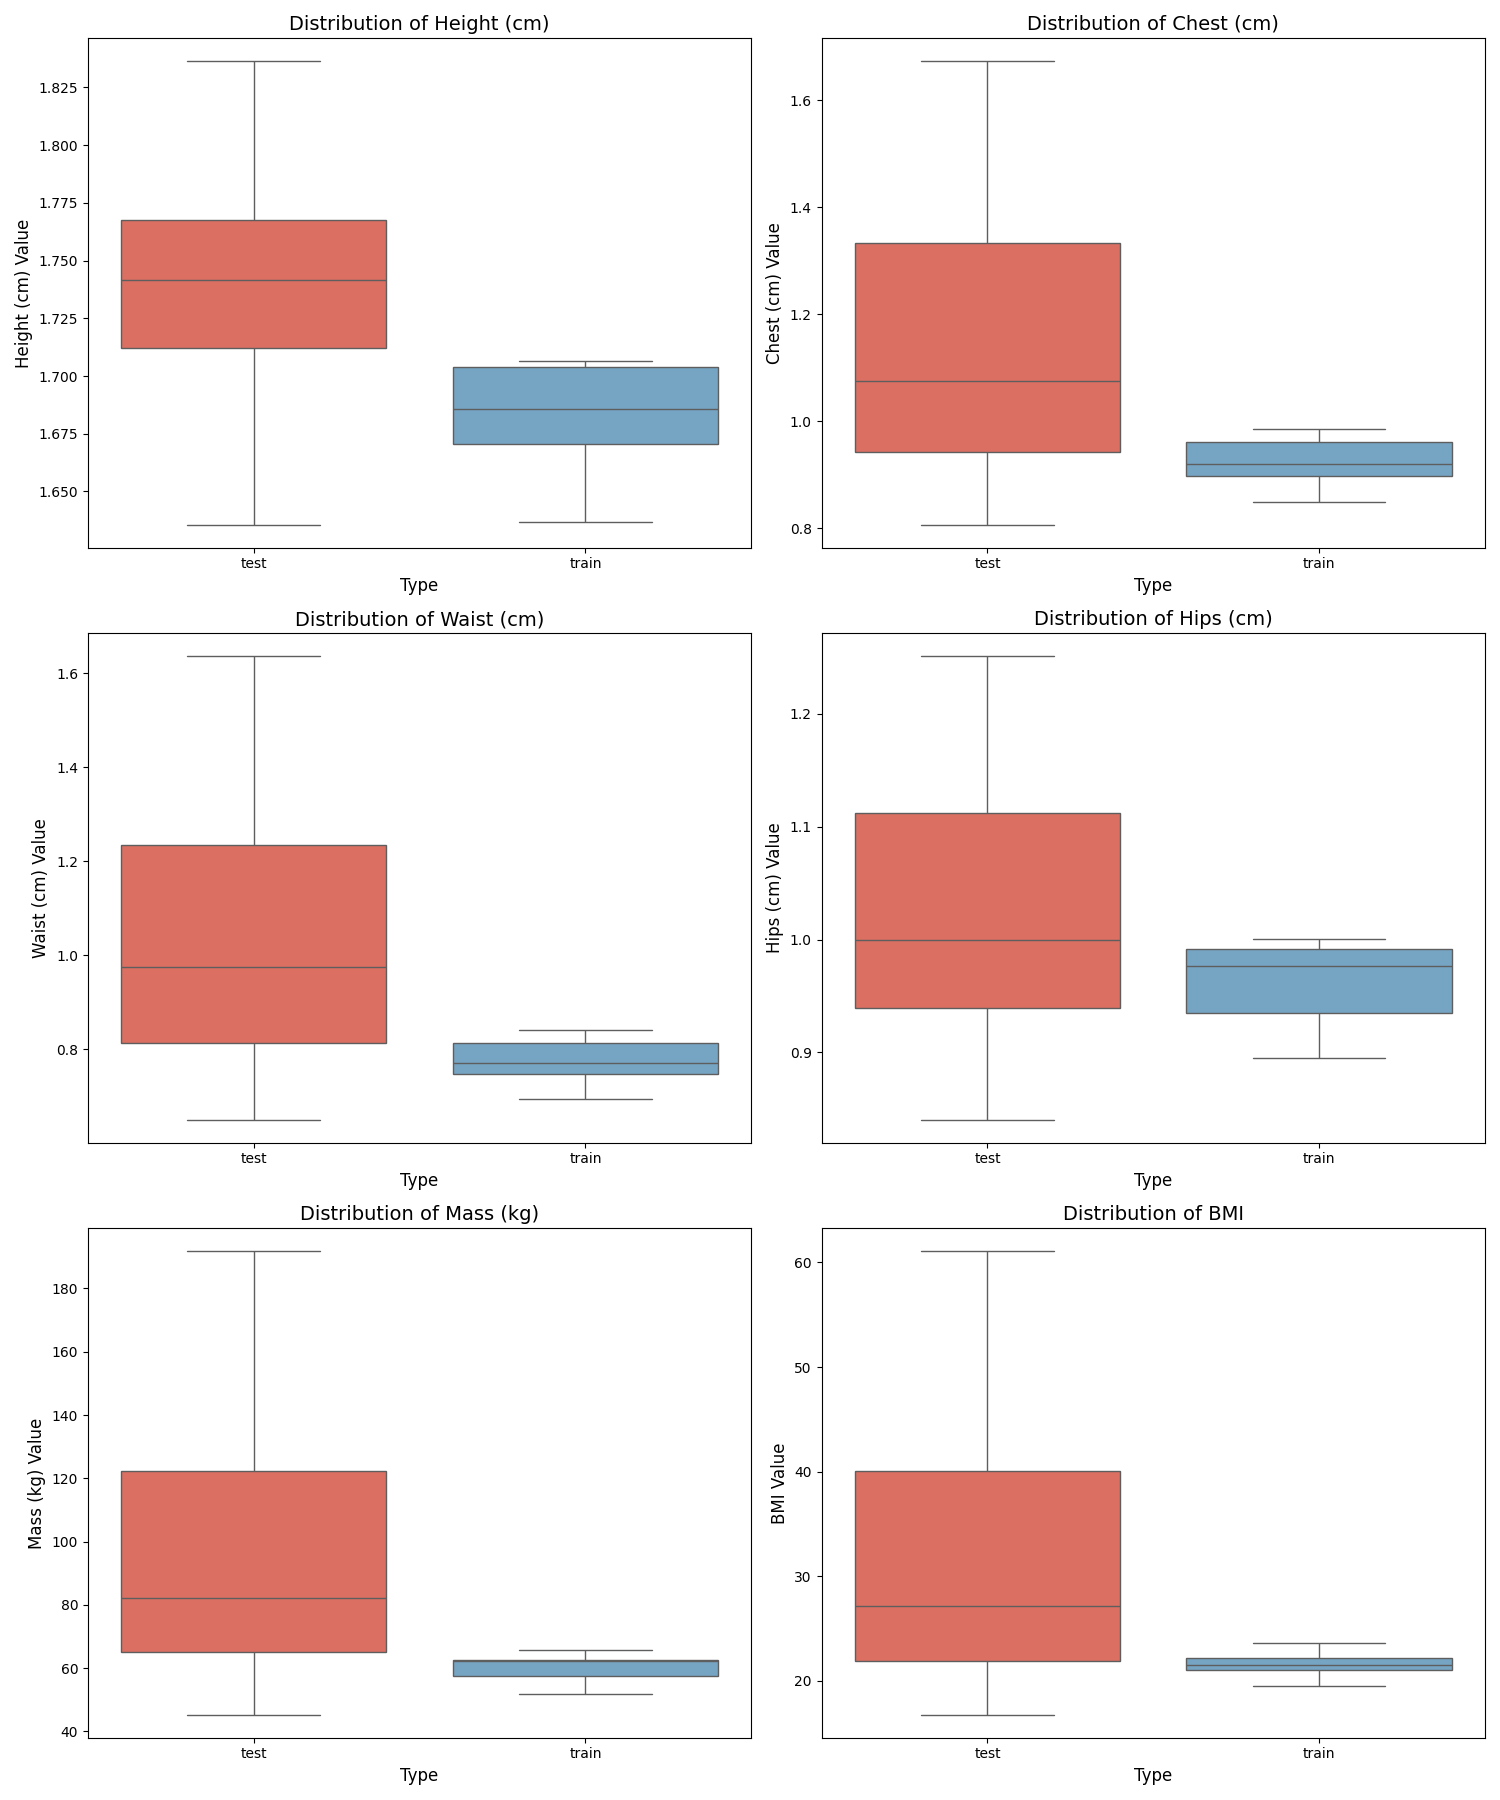 Distribution of Height (cm)
Height (cm) Value
1.825
1.800
1.775
1.750
1.725
1.700
1.675
1.650
test
train
Type
Distribution of Chest (cm)
Chest (cm) Value
1.6
1.4
1.2
1.0
0.8
test
train
Type
Distribution of Waist (cm)
Waist (cm) Value
1.6
1.4
1.2
1.0
0.8
test
train
Type
Distribution of Hips (cm)
Hips (cm) Value
1.2
1.1
1.0
0.9
test
train
Type
Distribution of Mass (kg)
Mass (kg) Value
180
160
140
120
100
80
60
40
test
train
Type
Distribution of BMI
BMI Value
60
50
40
30
20
test
train
Type